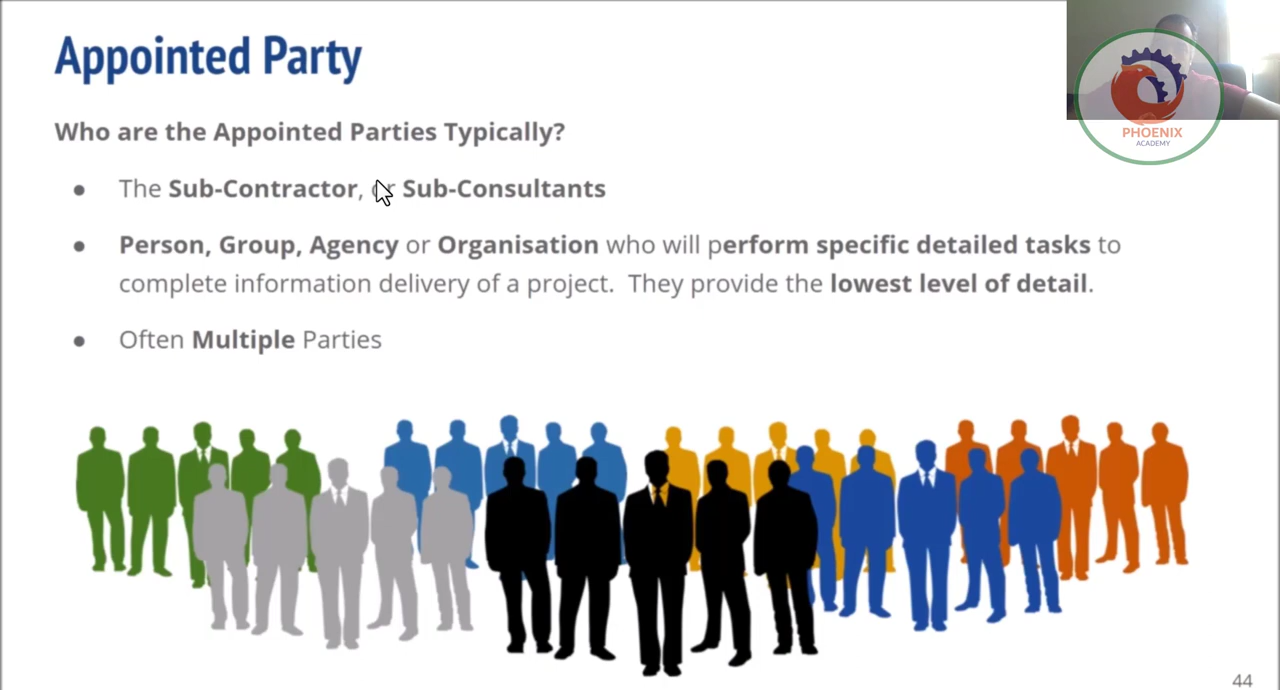 Appointed Party
Who are the Appointed Parties Typically?
● The Sub-Contractor, or Sub-Consultants
● Person, Group, Agency or Organisation who will perform specific detailed tasks to
complete information delivery of a project. They provide the lowest level of detail.
● Often Multiple Parties
PHOENIX
ACADEMY
44